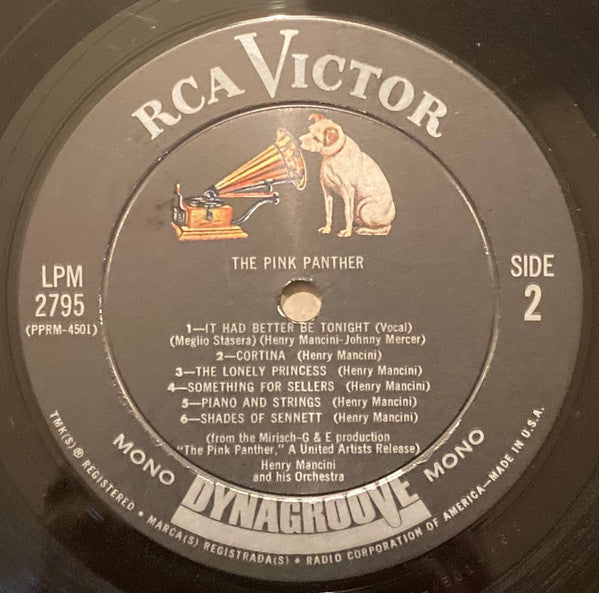 RCA VICTOR
THE PINK PANTHER
LPM
2795
(PPRM-4501)
SIDE
2
1—IT HAD BETTER BE TONIGHT (Vocal)
(Meglio Stasera) (Henry Mancini-Johnny Mercer)
2—CORTINA (Henry Mancini)
3—THE LONELY PRINCESS (Henry Mancini)
4—SOMETHING FOR SELLERS (Henry Mancini)
5—PIANO AND STRINGS (Henry Mancini)
6—SHADES OF SENNETT (Henry Mancini)
(from the Mirisch-G & E production
"The Pink Panther," A United Artists Release)
Henry Mancini
and his Orchestra
MONO DYNAGROOVE MONO
TMK(S) ® REGISTERED • MARCA(S) REGISTRADA(S) • RADIO CORPORATION OF AMERICA—MADE IN U.S.A.